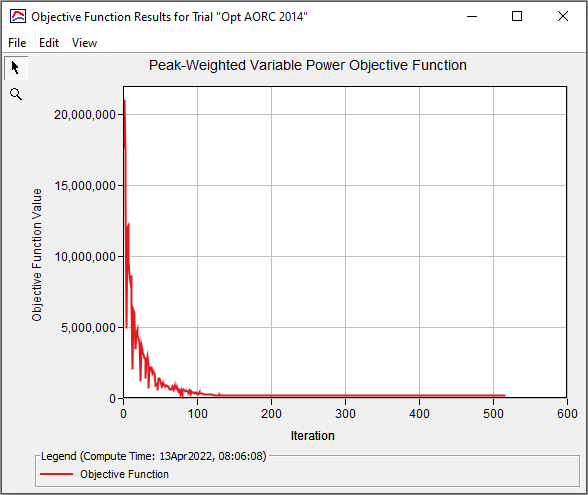 Objective Function Results for Trial "Opt AORC 2014"
File Edit View
Peak-Weighted Variable Power Objective Function
Objective Function Value
20,000,000
15,000,000
10,000,000
5,000,000
0
0 100 200 300 400 500 600
Iteration
Legend (Compute Time: 13Apr2022, 08:06:08)
Objective Function